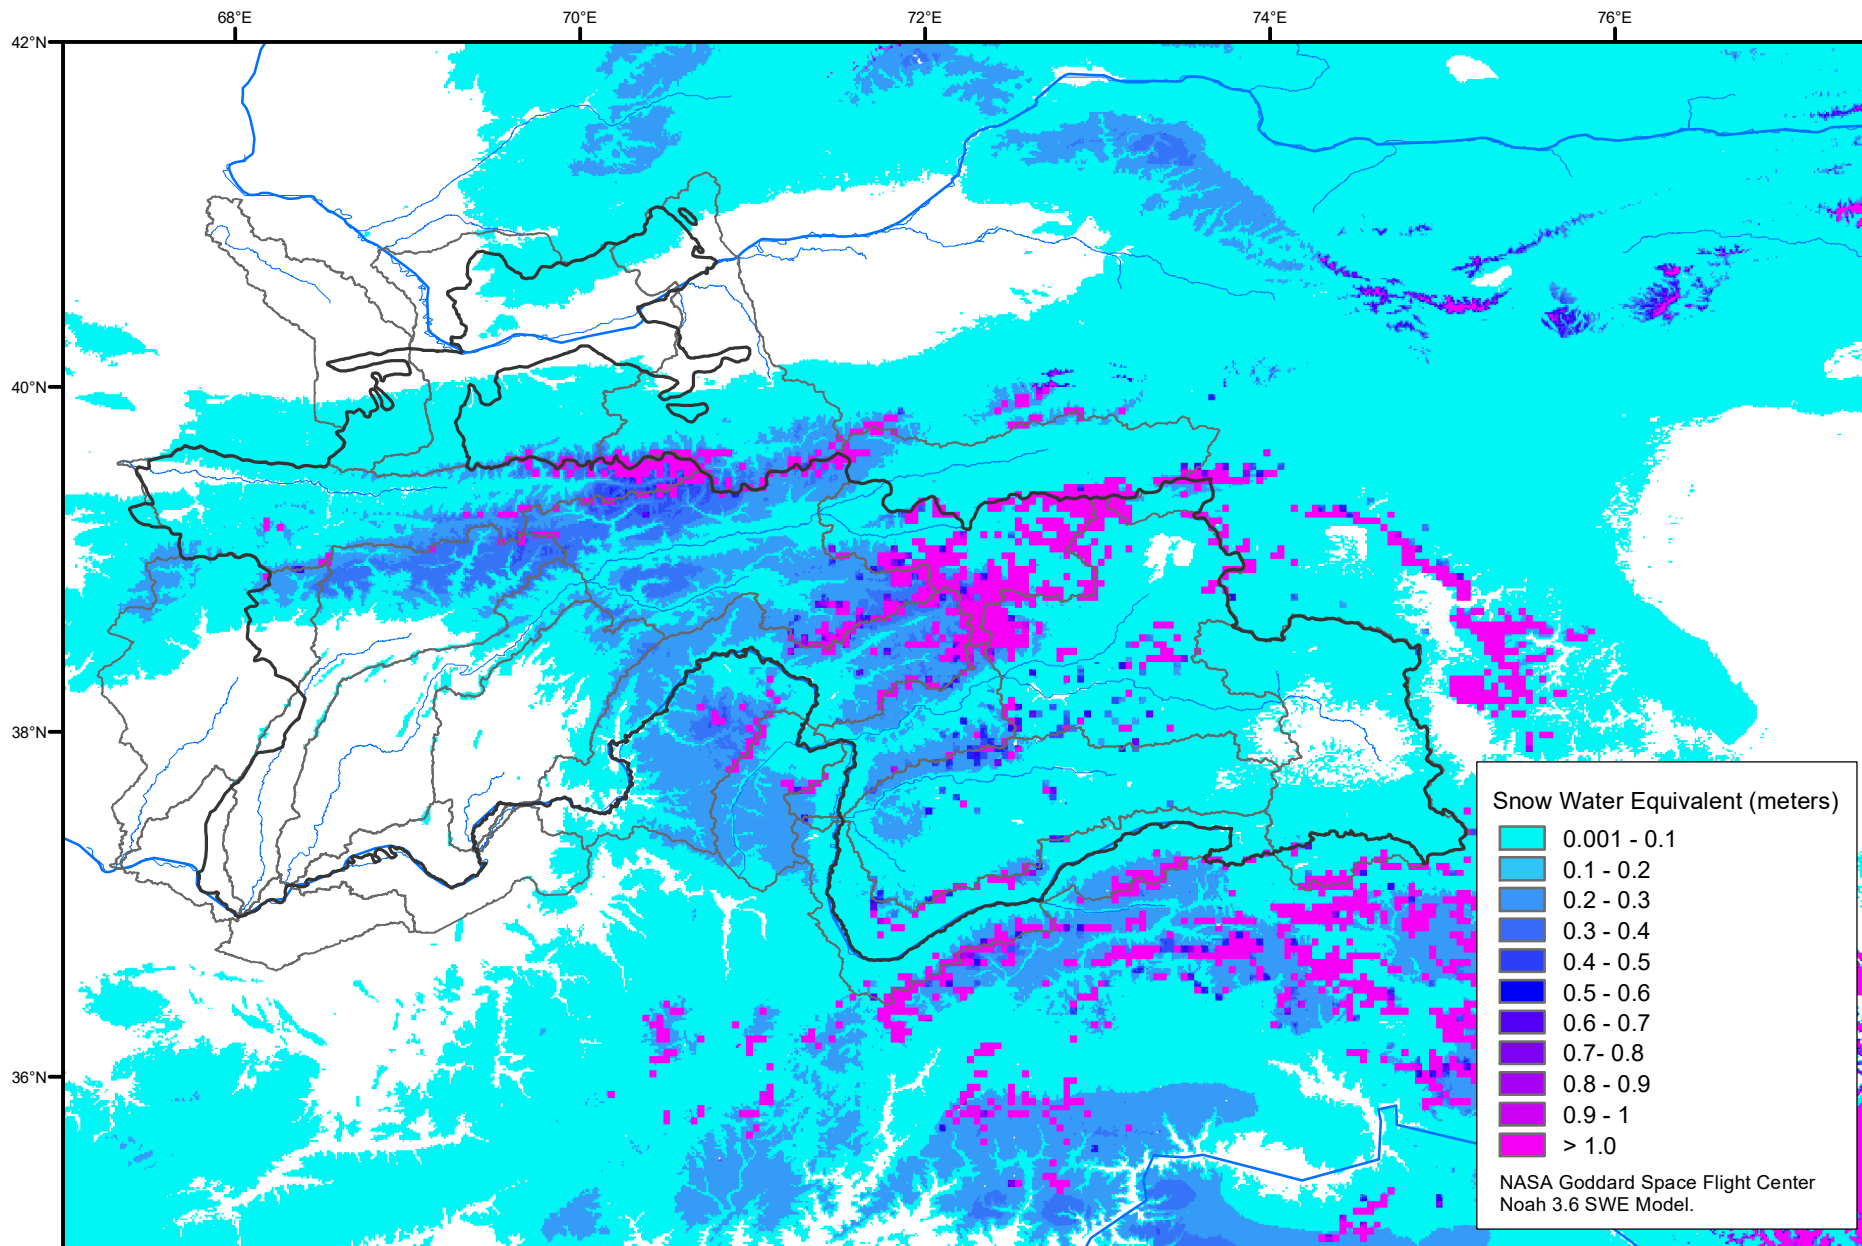 68°E
70°E
72°E
74°E
76°E
42°N
40°N
38°N
36°N
Snow Water Equivalent (meters)
0.001 - 0.1
0.1 - 0.2
0.2 - 0.3
0.3 - 0.4
0.4 - 0.5
0.5 - 0.6
0.6 - 0.7
0.7- 0.8
0.8 - 0.9
0.9 - 1
> 1.0
NASA Goddard Space Flight Center
Noah 3.6 SWE Model.